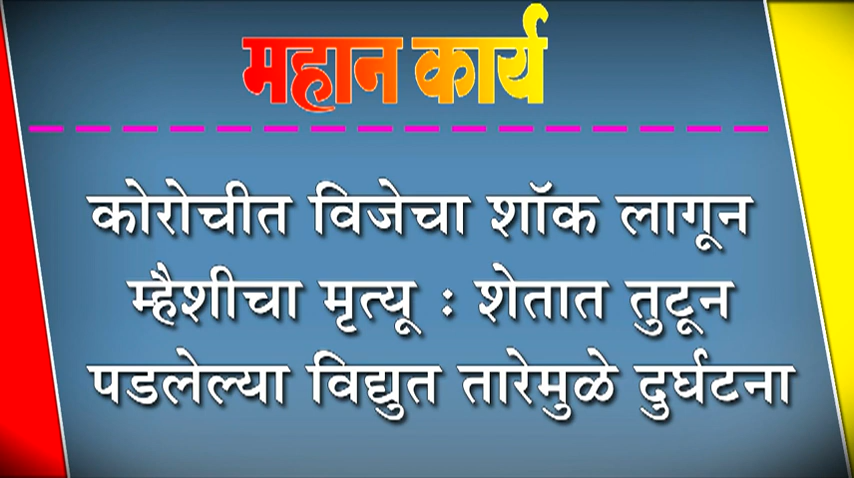 महान कार्य
कोरोचीत विजेचा शॉक लागून
म्हैशीचा मृत्यू : शेतात तुटून
पडलेल्या विद्युत तारेमुळे दुर्घटना